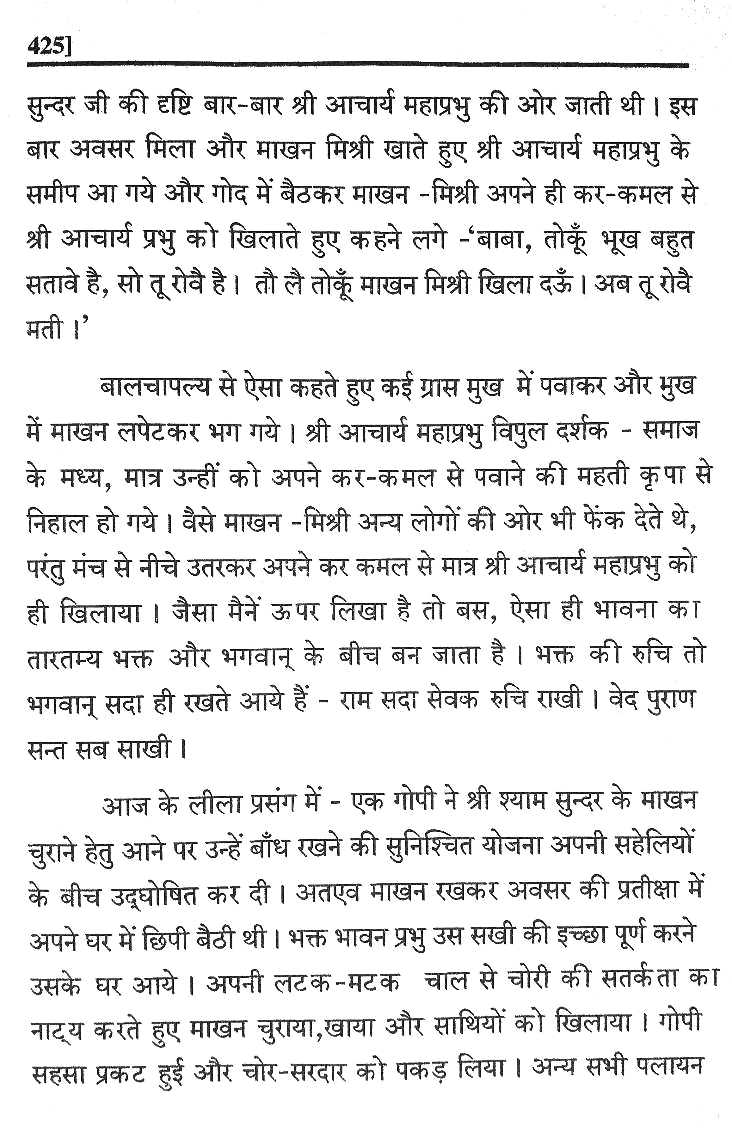 425]
सुन्दर जी की दृष्टि बार-बार श्री आचार्य महाप्रभु की ओर जाती थी । इस
बार अवसर मिला और माखन मिश्री खाते हुए श्री आचार्य महाप्रभु के
समीप आ गये और गोद में बैठकर माखन -मिश्री अपने ही कर-कमल से
श्री आचार्य प्रभु को खिलाते हुए कहने लगे -‘बाबा, तोकूँ भूख बहुत
सतावे है, सो तू रोवै है । तौ लै तोकूँ माखन मिश्री खिला दऊँ । अब तू रोवै
मती ।’
बालचापल्य से ऐसा कहते हुए कई ग्रास मुख में पवाकर और मुख
में माखन लपेटकर भग गये । श्री आचार्य महाप्रभु विपुल दर्शक - समाज
के मध्य, मात्र उन्हीं को अपने कर-कमल से पवाने की महती कृपा से
निहाल हो गये । वैसे माखन -मिश्री अन्य लोगों की ओर भी फेंक देते थे,
परंतु मंच से नीचे उतरकर अपने कर कमल से मात्र श्री आचार्य महाप्रभु को
ही खिलाया । जैसा मैनें ऊपर लिखा है तो बस, ऐसा ही भावना का
तारतम्य भक्त और भगवान् के बीच बन जाता है । भक्त की रुचि तो
भगवान् सदा ही रखते आये हैं - राम सदा सेवक रुचि राखी । वेद पुराण
सन्त सब साखी ।
आज के लीला प्रसंग में - एक गोपी ने श्री श्याम सुन्दर के माखन
चुराने हेतु आने पर उन्हें बाँध रखने की सुनिश्चित योजना अपनी सहेलियों
के बीच उद्घोषित कर दी । अतएव माखन रखकर अवसर की प्रतीक्षा में
अपने घर में छिपी बैठी थी । भक्त भावन प्रभु उस सखी की इच्छा पूर्ण करने
उसके घर आये । अपनी लटक-मटक चाल से चोरी की सतर्कता का
नाट्य करते हुए माखन चुराया,खाया और साथियों को खिलाया । गोपी
सहसा प्रकट हुई और चोर-सरदार को पकड़ लिया । अन्य सभी पलायन